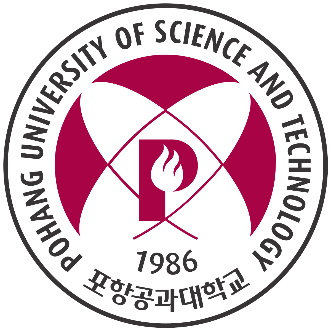 POHANG UNIVERSITY OF SCIENCE AND TECHNOLOGY
P
1986
포항공과대학교